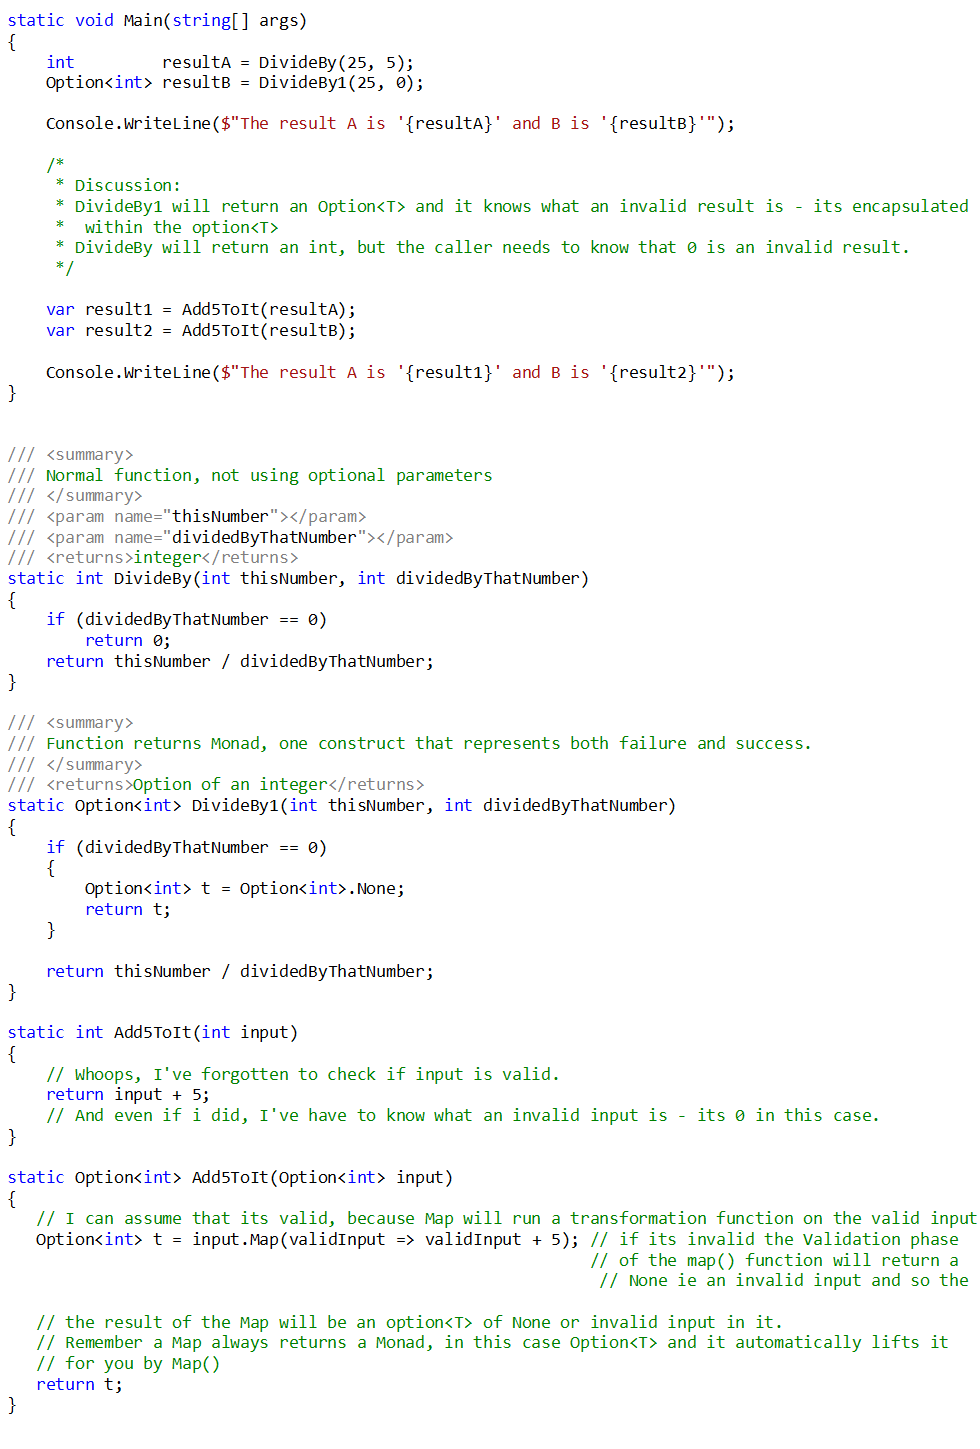 static void Main(string[] args)
{
    int         resultA = DivideBy(25, 5);
    Option<int> resultB = DivideBy1(25, 0);

    Console.WriteLine($"The result A is '{resultA}' and B is '{resultB}'");

    /*
     * Discussion:
     * DivideBy1 will return an Option<T> and it knows what an invalid result is - its encapsulated
     *  within the option<T>
     * DivideBy will return an int, but the caller needs to know that 0 is an invalid result.
     */

    var result1 = Add5ToIt(resultA);
    var result2 = Add5ToIt(resultB);

    Console.WriteLine($"The result A is '{result1}' and B is '{result2}'");
}


/// <summary>
/// Normal function, not using optional parameters
/// </summary>
/// <param name="thisNumber"></param>
/// <param name="dividedByThatNumber"></param>
/// <returns>integer</returns>
static int DivideBy(int thisNumber, int dividedByThatNumber)
{
    if (dividedByThatNumber == 0)
        return 0;
    return thisNumber / dividedByThatNumber;
}

/// <summary>
/// Function returns Monad, one construct that represents both failure and success.
/// </summary>
/// <returns>Option of an integer</returns>
static Option<int> DivideBy1(int thisNumber, int dividedByThatNumber)
{
    if (dividedByThatNumber == 0)
    {
        Option<int> t = Option<int>.None;
        return t;
    }

    return thisNumber / dividedByThatNumber;
}

static int Add5ToIt(int input)
{
    // Whoops, I've forgotten to check if input is valid.
    return input + 5;
    // And even if i did, I've have to know what an invalid input is - its 0 in this case.
}

static Option<int> Add5ToIt(Option<int> input)
{
   // I can assume that its valid, because Map will run a transformation function on the valid input
   Option<int> t = input.Map(validInput => validInput + 5); // if its invalid the Validation phase
                                                            // of the map() function will return a
                                                             // None ie an invalid input and so the

   // the result of the Map will be an option<T> of None or invalid input in it.
   // Remember a Map always returns a Monad, in this case Option<T> and it automatically lifts it
   // for you by Map()
   return t;
}